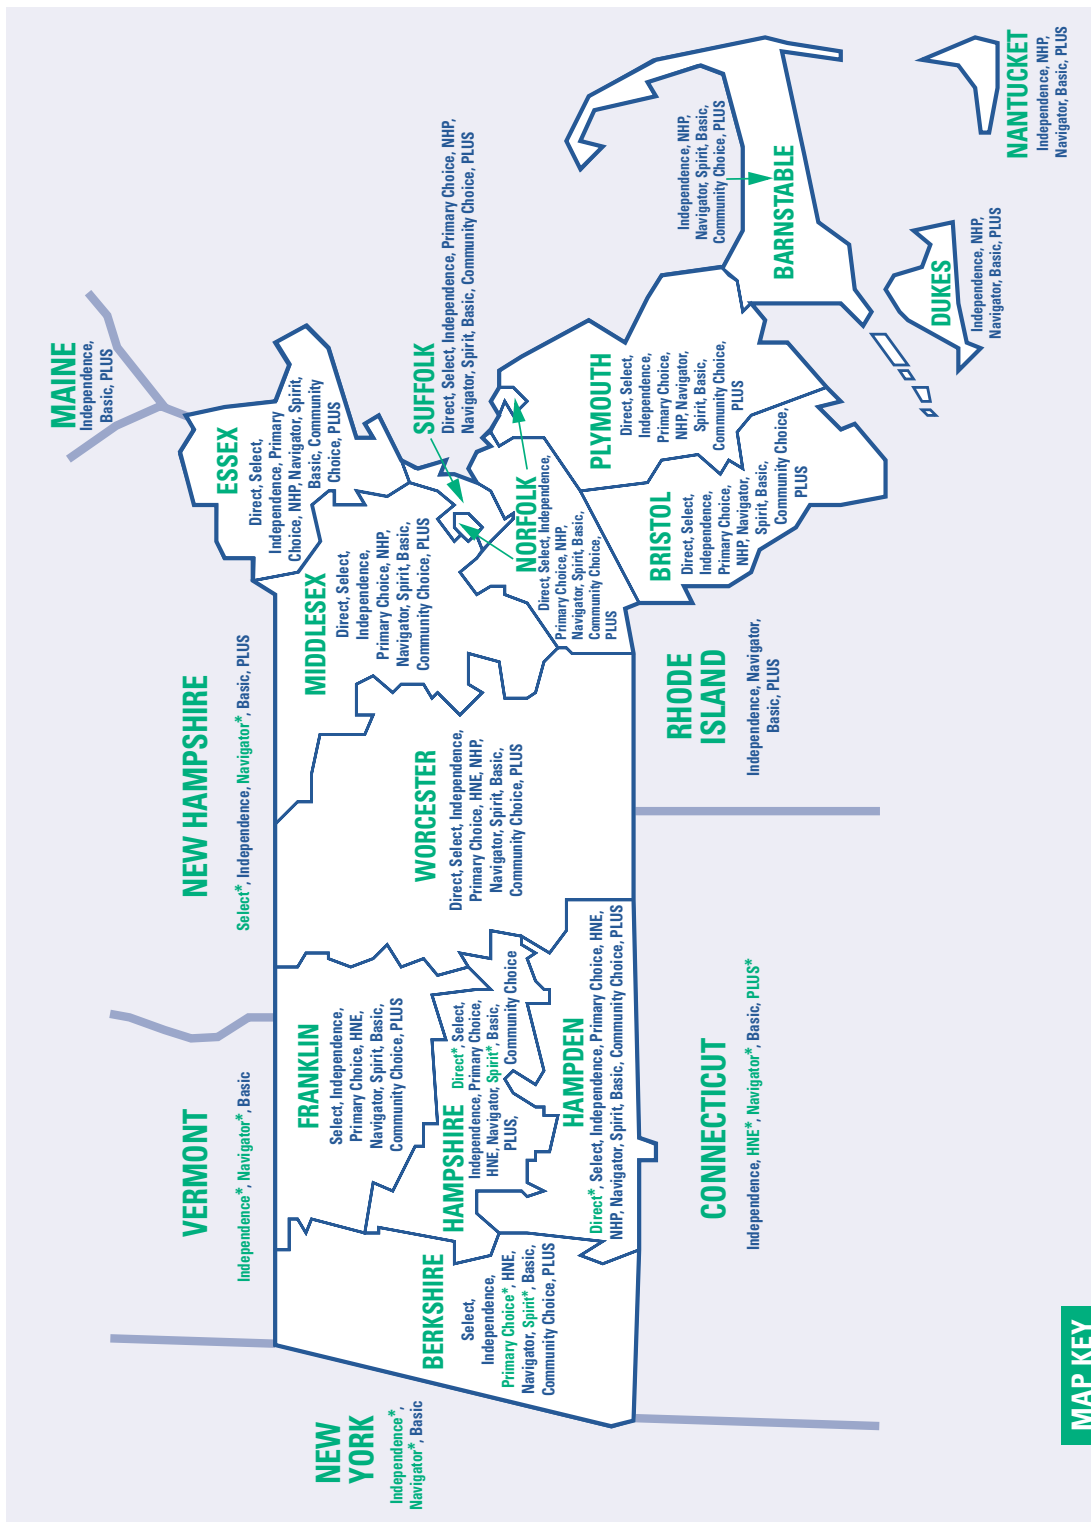 MAINE
Independence,
Basic, PLUS
VERMONT
Independence*, Navigator*, Basic
NEW HAMPSHIRE
Select*, Independence, Navigator*, Basic, PLUS
NEW
YORK
Independence*,
Navigator*, Basic
BERKSHIRE
Select,
Independence,
Primary Choice*, HNE,
Navigator, Spirit*, Basic,
Community Choice, PLUS
FRANKLIN
Select, Independence,
Primary Choice, HNE,
Navigator, Spirit, Basic,
Community Choice, PLUS
HAMPSHIRE
Direct*, Select,
Independence, Primary Choice,
HNE, Navigator, Spirit*, Basic,
PLUS, Community Choice
HAMPDEN
Direct*, Select, Independence, Primary Choice, HNE,
NHP, Navigator, Spirit, Basic, Community Choice, PLUS
WORCESTER
Direct, Select, Independence,
Primary Choice, HNE, NHP,
Navigator, Spirit, Basic,
Community Choice, PLUS
MIDDLESEX
Direct, Select,
Independence,
Primary Choice, NHP,
Navigator, Spirit, Basic,
Community Choice, PLUS
ESSEX
Direct, Select,
Independence, Primary
Choice, NHP, Navigator, Spirit,
Basic, Community
Choice, PLUS
SUFFOLK
Direct, Select, Independence, Primary Choice, NHP,
Navigator, Spirit, Basic, Community Choice, PLUS
NORFOLK
Direct, Select, Independence,
Primary Choice, NHP,
Navigator, Spirit, Basic,
Community Choice,
PLUS
PLYMOUTH
Direct, Select,
Independence,
Primary Choice,
NHP, Navigator,
Spirit, Basic,
Community Choice,
PLUS
BRISTOL
Direct, Select,
Independence,
Primary Choice,
NHP, Navigator,
Spirit, Basic,
Community Choice,
PLUS
Independence, NHP,
Navigator, Spirit, Basic,
Community Choice, PLUS
BARNSTABLE
DUKES
Independence, NHP,
Navigator, Basic, PLUS
NANTUCKET
Independence, NHP,
Navigator, Basic, PLUS
RHODE
ISLAND
Independence, Navigator,
Basic, PLUS
CONNECTICUT
Independence, HNE*, Navigator*, Basic, PLUS*
MAP KEY